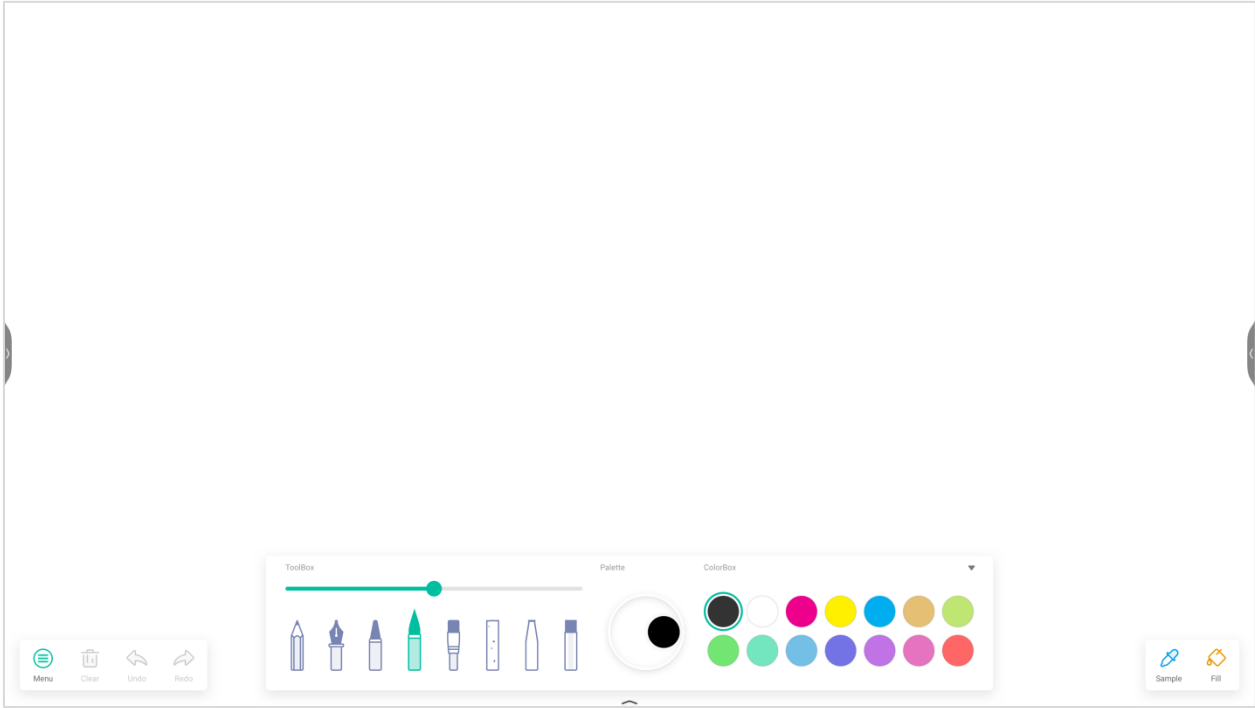 ToolBox
Palette
ColorBox
Menu
Clear
Undo
Redo
Sample
Fill